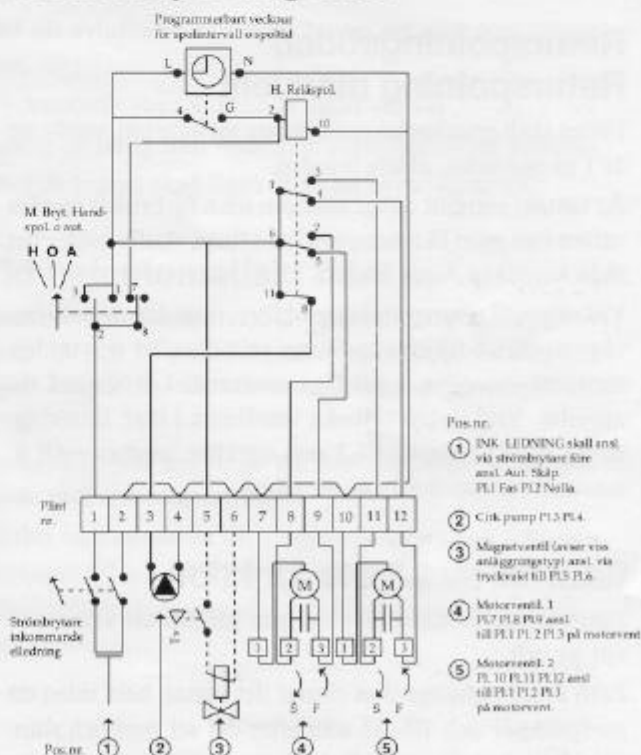 Programmerbart veckour
för spolintervall o spoltid
L
N
4
G
H. Reläspol.
2
10
M. Bryt. Hand-
spol. o aut.
H O A
Plint
nr.
1 2 3 4 5 6 7 8 9 10 11 12
M
M
1 2 3 1 2 3
S F
S F
Strömbrytare
inkommande
elledning
Pos.nr.
1 2 3 4 5
Pos.nr.
1 INK. LEDNING skall ansl.
via strömbrytare före
ansl. Aut. Skåp.
Pl.1 Fas Pl.2 Nolla.
2 Cirk pump Pl.3 Pl.4.
3 Magnetventil (avser viss
anläggningstyp) ansl. via
tryckvakt till Pl.5 Pl.6.
4 Motorventil. 1
Pl.7 Pl.8 Pl.9 ansl
till Pl.1 Pl. 2 Pl.3 på motorvent
5 Motorventil. 2
PL.10 Pl.11 Pl.12 ansl
till Pl.1 Pl.2 Pl.3
på motorvent.